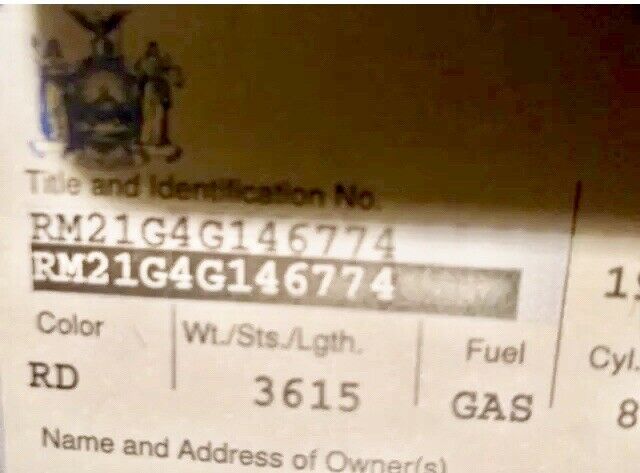 Title and Identification No.
RM21G4G146774
RM21G4G146774
Color
Wt./Sts./Lgth.
Fuel
Cyl.
RD
3615
GAS
8
Name and Address of Owner(s)